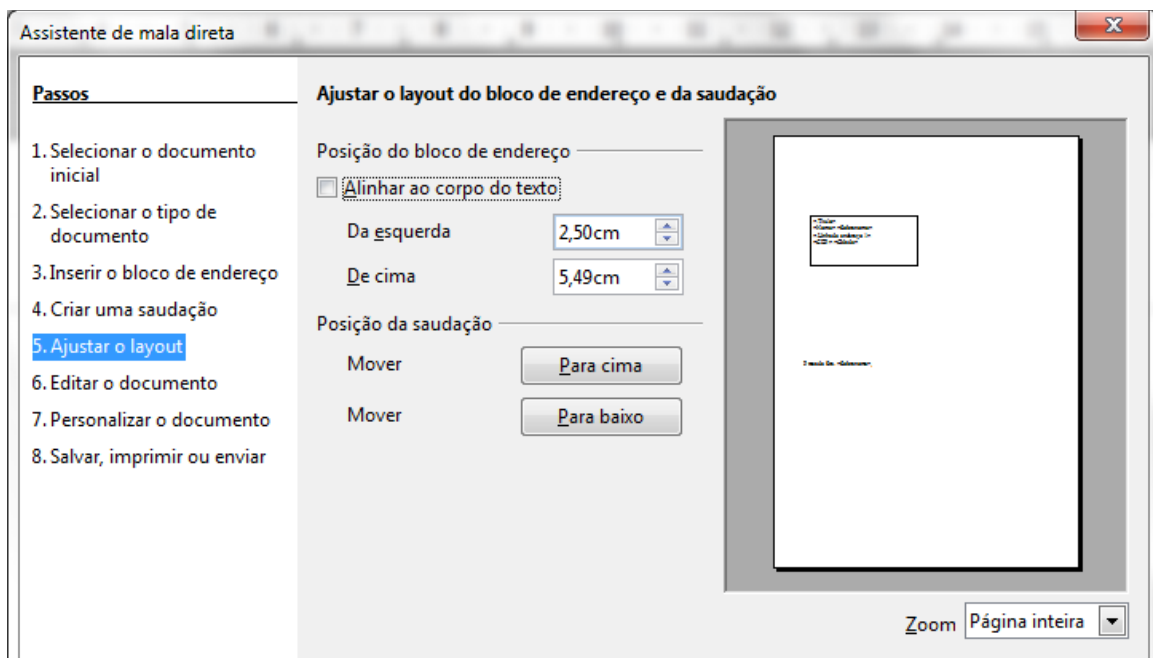 Assistente de mala direta
Passos
1. Selecionar o documento
inicial
2. Selecionar o tipo de
documento
3. Inserir o bloco de endereço
4. Criar uma saudação
5. Ajustar o layout
6. Editar o documento
7. Personalizar o documento
8. Salvar, imprimir ou enviar
Ajustar o layout do bloco de endereço e da saudação
Posição do bloco de endereço
Alinhar ao corpo do texto
Da esquerda 2,50cm
De cima 5,49cm
Posição da saudação
Mover Para cima
Mover Para baixo
Zoom Página inteira